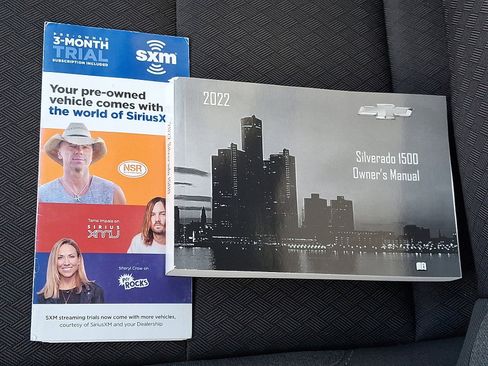 PRE-OWNED
3-MONTH
TRIAL
SUBSCRIPTION INCLUDED
sxm
Your pre-owned
vehicle comes with
the world of SiriusX
NSR
Tame Impala on
SIRIUS
XMU
Sheryl Crow on
ROCKS
SXM streaming trials now come with more vehicles,
courtesy of SiriusXM and your Dealership
2022
Silverado 1500
Owner's Manual